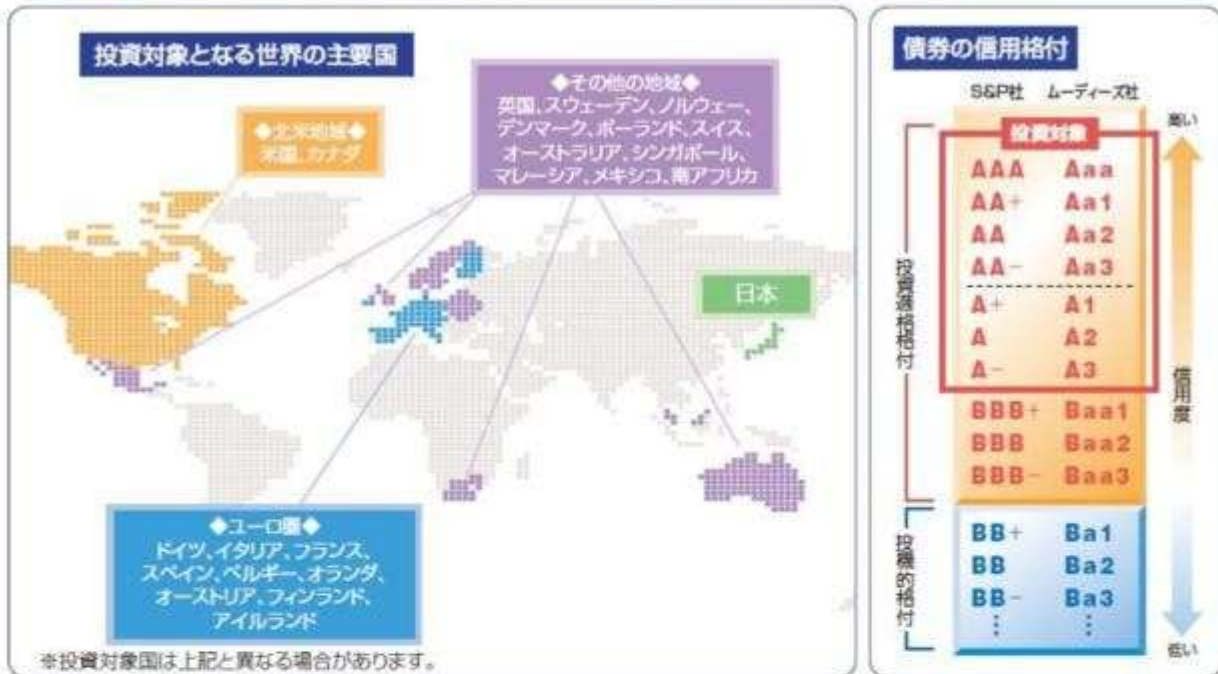 投資対象となる世界の主要国
◆その他の地域◆
英国、スウェーデン、ノルウェー、
デンマーク、ポーランド、スイス、
オーストラリア、シンガポール、
マレーシア、メキシコ、南アフリカ
◆北米地域◆
米国、カナダ
日本
◆ユーロ圏◆
ドイツ、イタリア、フランス、
スペイン、ベルギー、オランダ、
オーストリア、フィンランド、
アイルランド
※投資対象国は上記と異なる場合があります。
債券の信用格付
S&P社 ムーディーズ社
高い
投資対象
AAA Aaa
AA+ Aa1
AA Aa2
AA- Aa3
A+ A1
A A2
A- A3
BBB+ Baa1
BBB Baa2
BBB- Baa3
BB+ Ba1
BB Ba2
BB- Ba3
⋮ ⋮
投資適格格付
投機的格付
信用度
低い